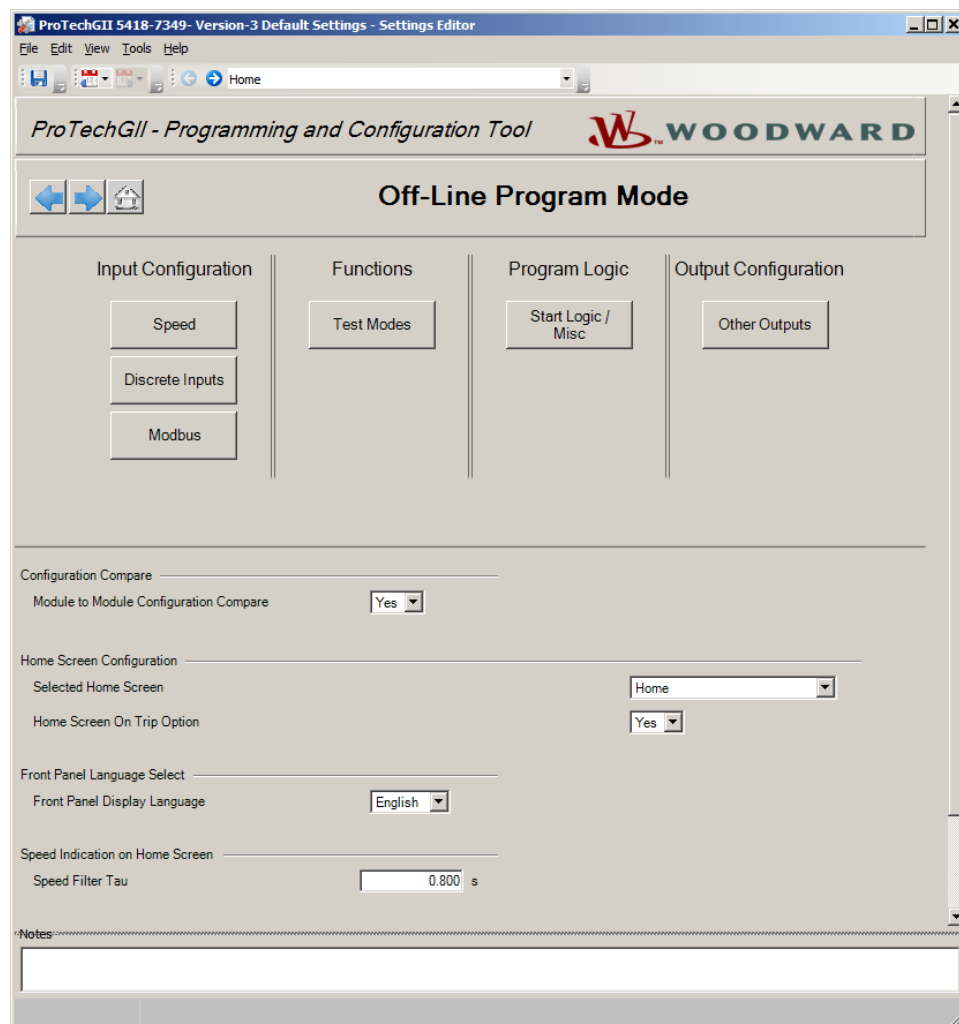 ProTechGII 5418-7349- Version-3 Default Settings - Settings Editor
File Edit View Tools Help
Home
ProTechGII - Programming and Configuration Tool
WOODWARD
Off-Line Program Mode
Input Configuration Functions Program Logic Output Configuration
Speed Test Modes Start Logic / Misc Other Outputs
Discrete Inputs
Modbus
Configuration Compare
Module to Module Configuration Compare Yes
Home Screen Configuration
Selected Home Screen Home
Home Screen On Trip Option Yes
Front Panel Language Select
Front Panel Display Language English
Speed Indication on Home Screen
Speed Filter Tau 0.800 s
Notes